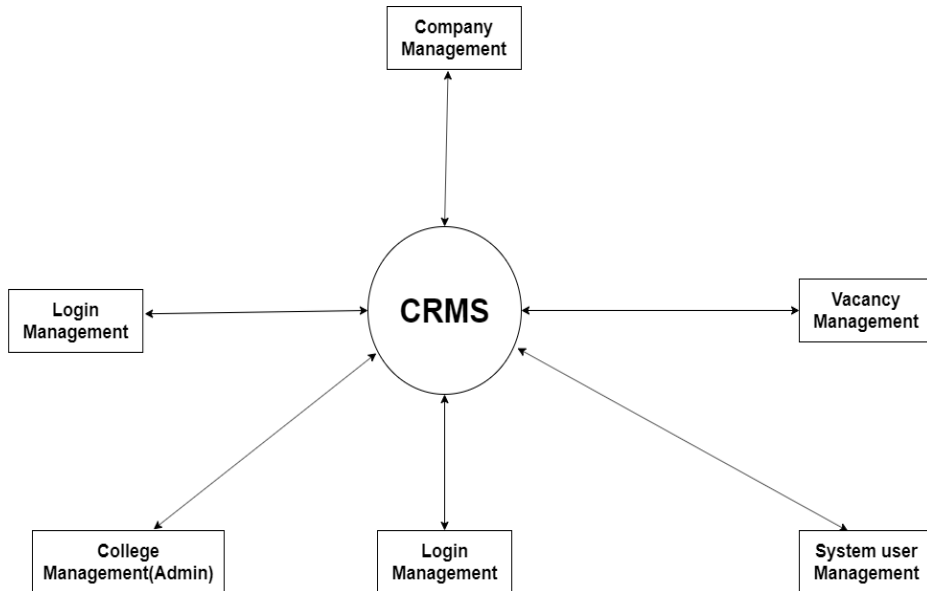 Company
Management
CRMS
Login
Management
Vacancy
Management
College
Management(Admin)
Login
Management
System user
Management